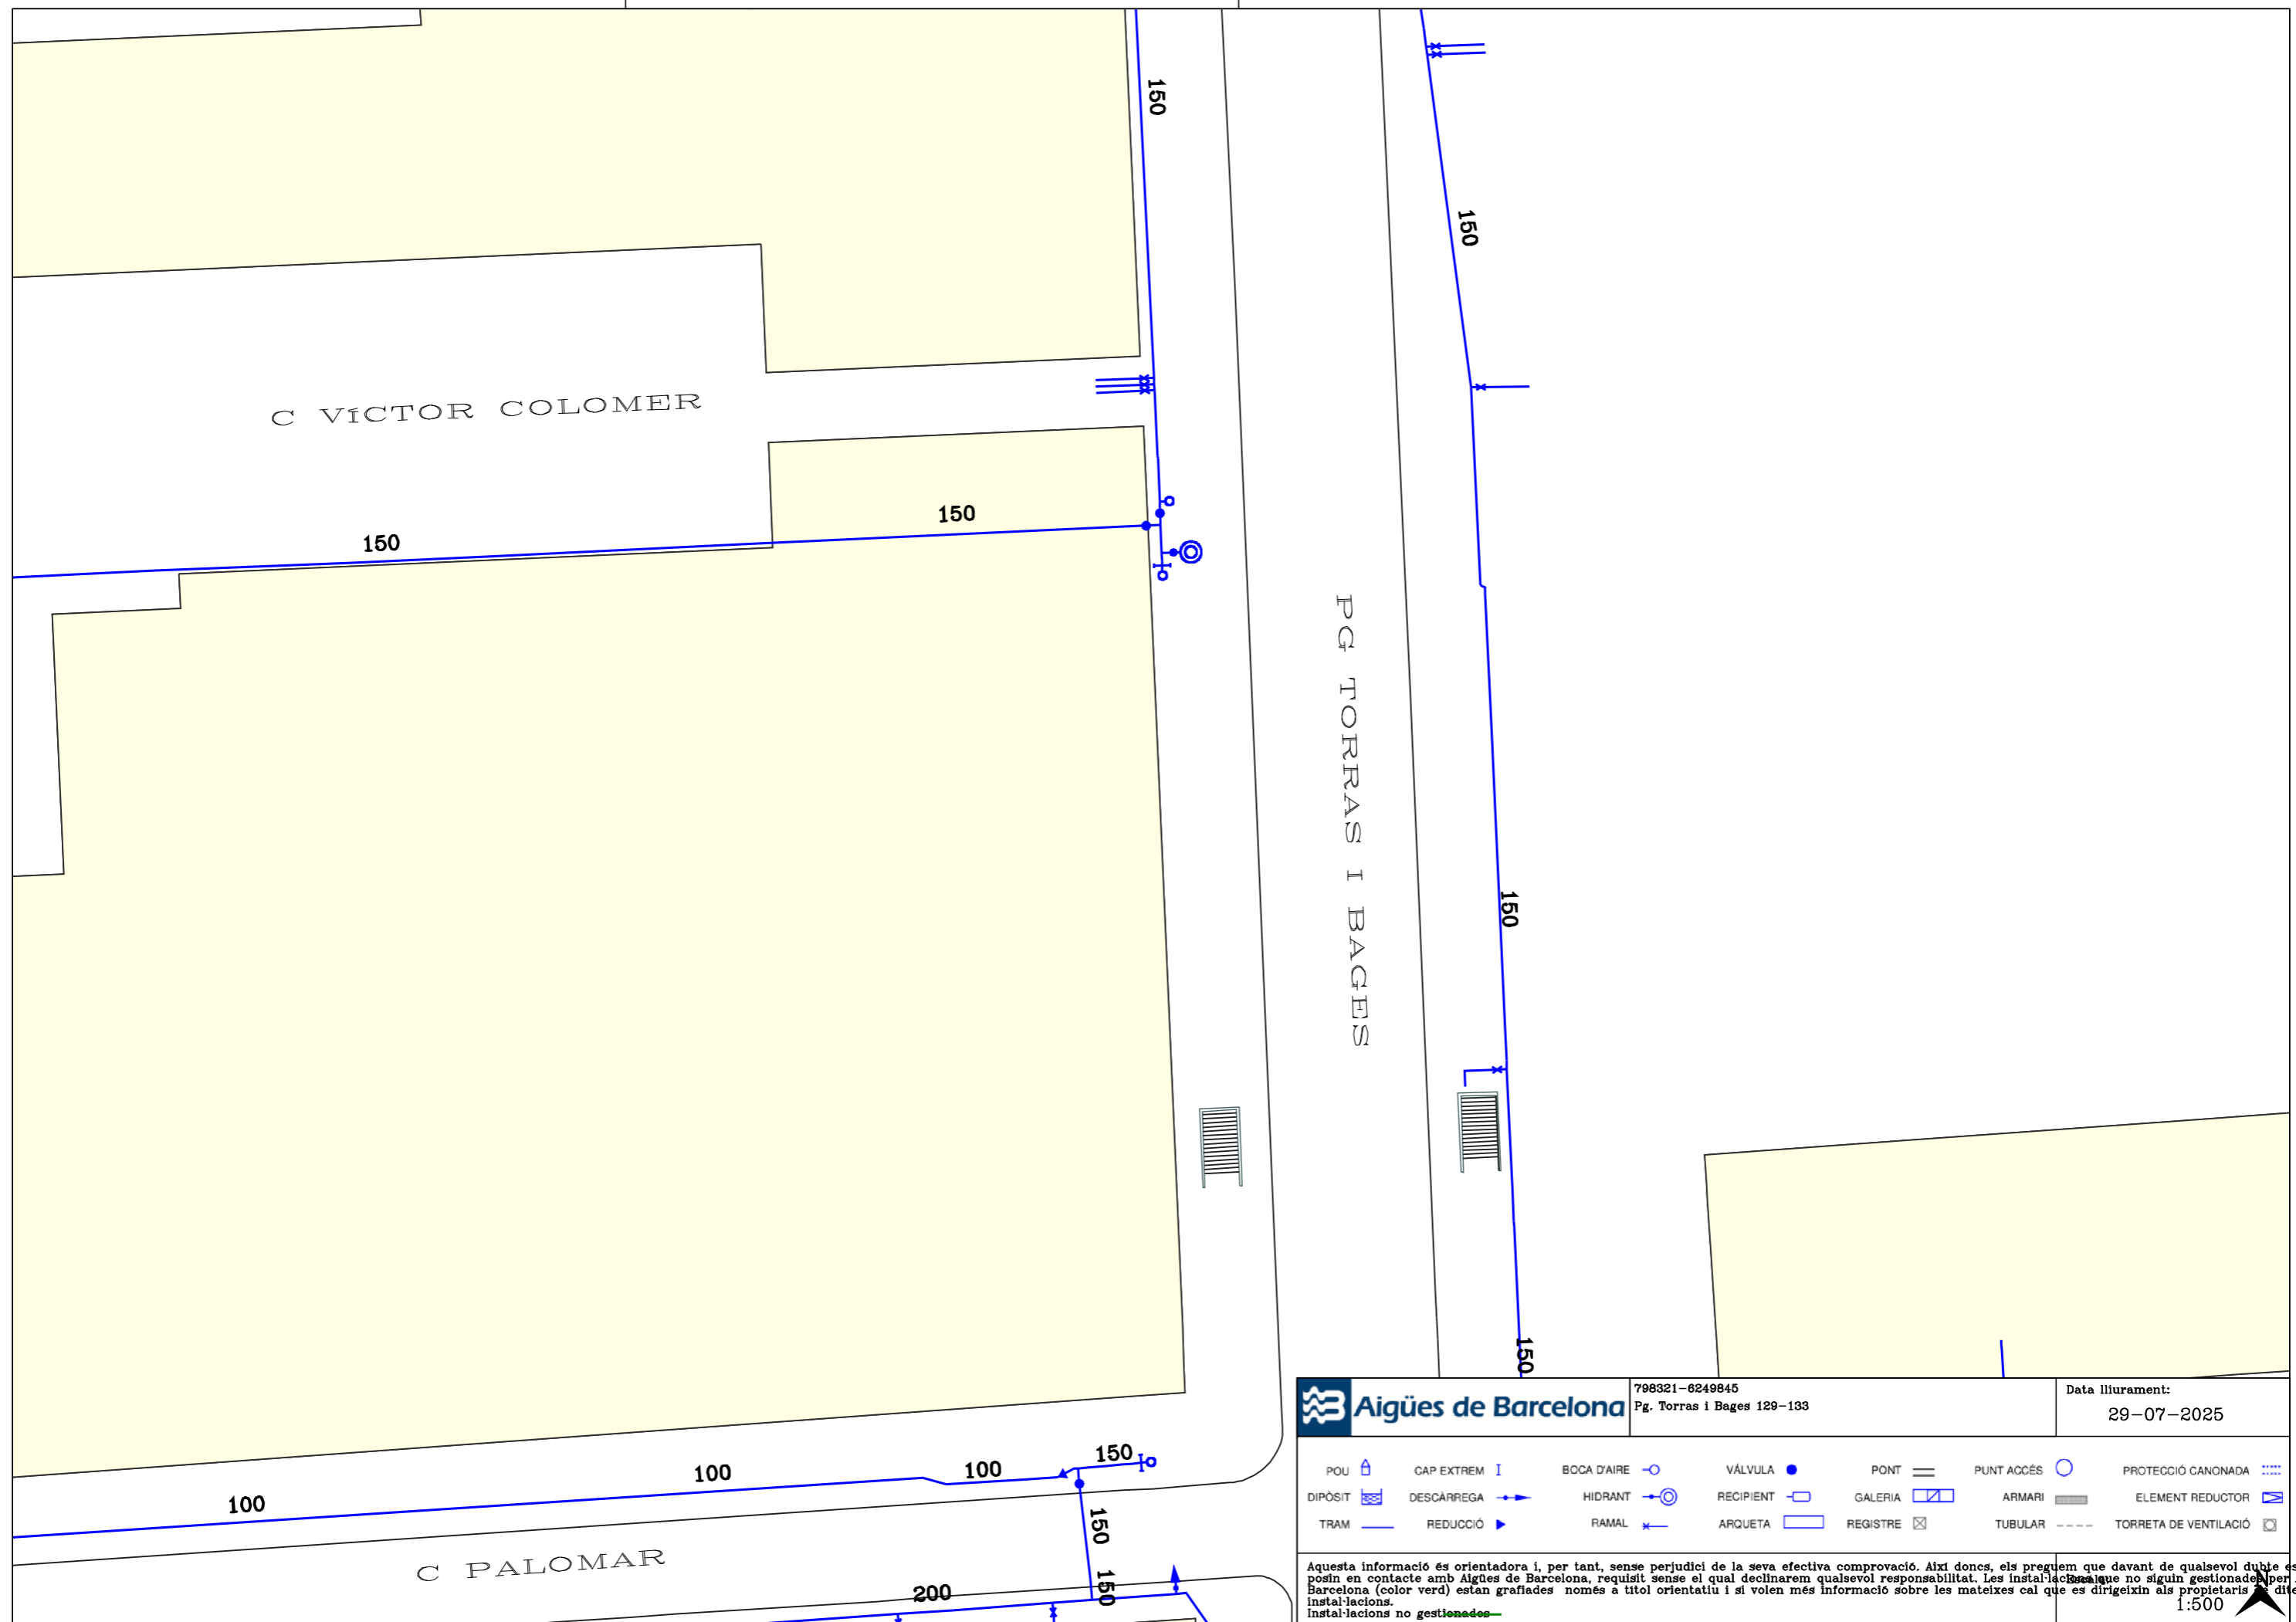 150
150
C VíCTOR COLOMER
150
150
PG TORRAS I BAGES
150
150
150
100
100
100
150
150
C PALOMAR
200
Aigües de Barcelona
798321-6249845
Pg. Torras i Bages 129-133
Data lliurament:
29-07-2025
POU CAP EXTREM BOCA D'AIRE VÀLVULA PONT PUNT ACCÉS PROTECCIÓ CANONADA
DIPÒSIT DESCÀRREGA HIDRANT RECIPIENT GALERIA ARMARI ELEMENT REDUCTOR
TRAM REDUCCIÓ RAMAL ARQUETA REGISTRE TUBULAR TORRETA DE VENTILACIÓ
Aquesta informació és orientadora i, per tant, sense perjudici de la seva efectiva comprovació. Així doncs, els preguem que davant de qualsevol dubte es
posin en contacte amb Aigües de Barcelona, requisit sense el qual declinarem qualsevol responsabilitat. Les instal·lacions que no siguin gestionades per
Barcelona (color verd) estan grafiades només a títol orientatiu i si volen més informació sobre les mateixes cal que es dirigeixin als propietaris
instal·lacions.
Instal·lacions no gestionades
Escala:
1:500
N